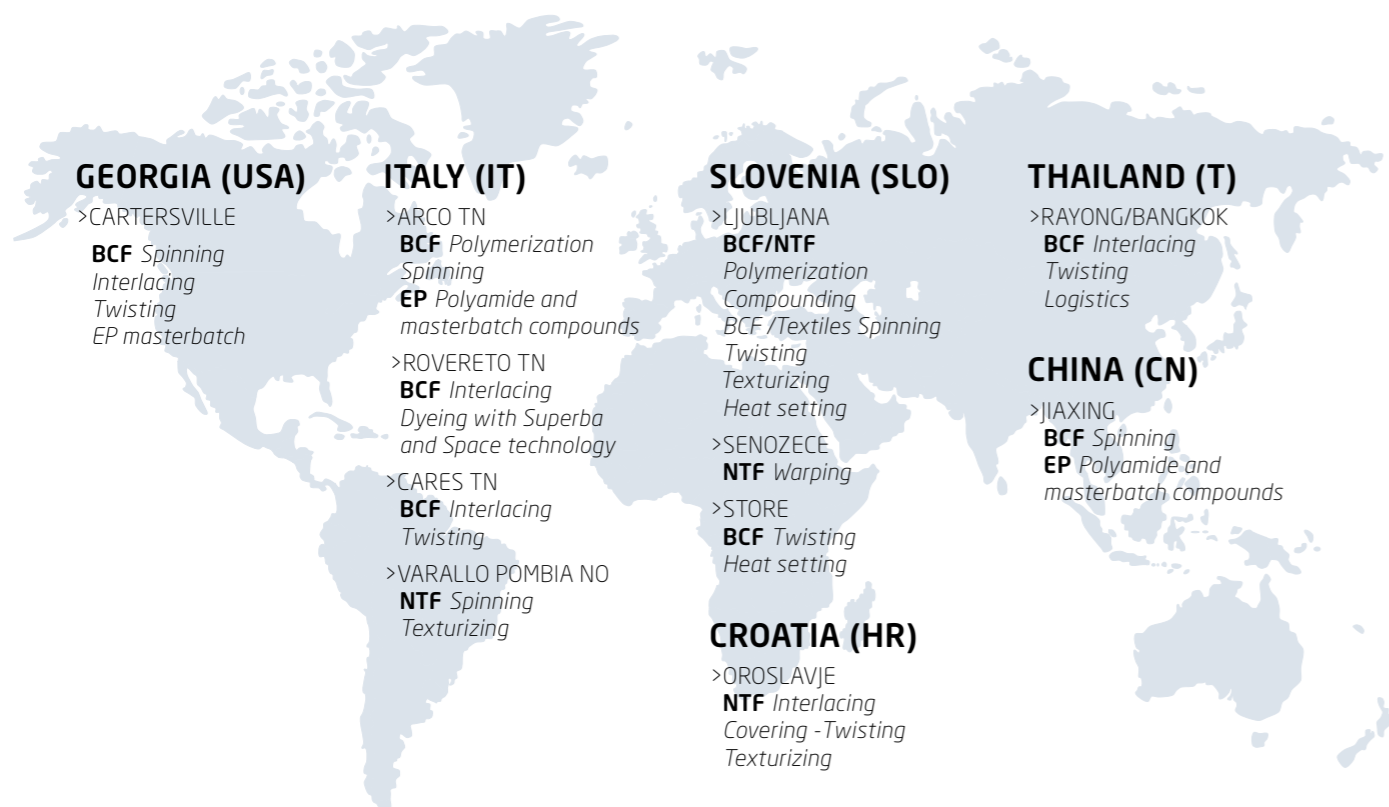 GEORGIA (USA)
>CARTERSVILLE
BCF Spinning
Interlacing
Twisting
EP masterbatch
ITALY (IT)
>ARCO TN
BCF Polymerization
Spinning
EP Polyamide and
masterbatch compounds
>ROVERETO TN
BCF Interlacing
Dyeing with Superba
and Space technology
>CARES TN
BCF Interlacing
Twisting
>VARALLO POMBIA NO
NTF Spinning
Texturizing
SLOVENIA (SLO)
>LJUBLJANA
BCF/NTF
Polymerization
Compounding
BCF /Textiles Spinning
Twisting
Texturizing
Heat setting
>SENOZECE
NTF Warping
>STORE
BCF Twisting
Heat setting
CROATIA (HR)
>OROSLAVJE
NTF Interlacing
Covering -Twisting
Texturizing
THAILAND (T)
>RAYONG/BANGKOK
BCF Interlacing
Twisting
Logistics
CHINA (CN)
>JIAXING
BCF Spinning
EP Polyamide and
masterbatch compounds